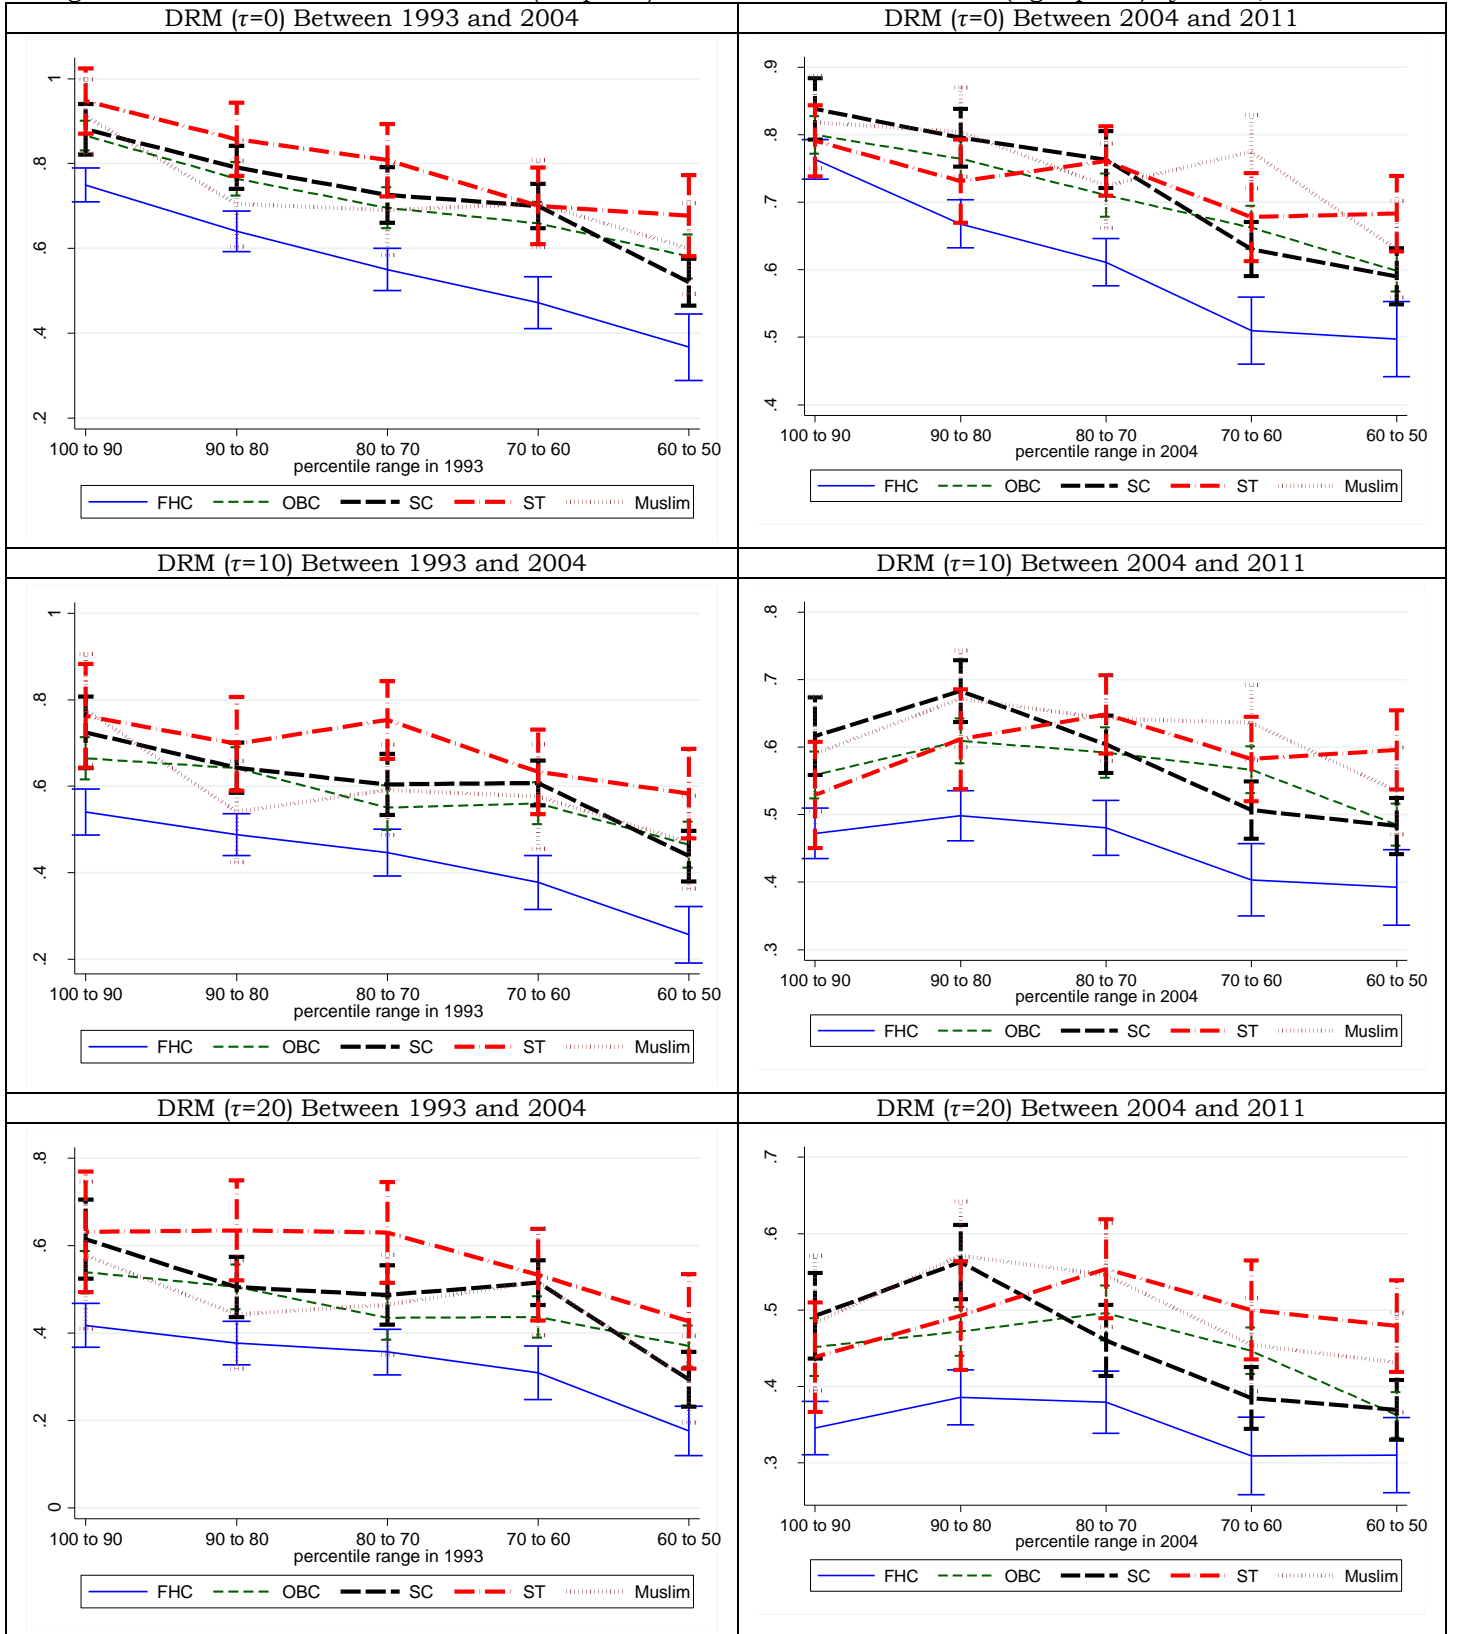 DRM (τ=0) Between 1993 and 2004
DRM (τ=0) Between 2004 and 2011
1
.8
.6
.4
.2
100 to 90 90 to 80 80 to 70 70 to 60 60 to 50
percentile range in 1993
FHC OBC SC ST Muslim
.9
.8
.7
.6
.5
.4
100 to 90 90 to 80 80 to 70 70 to 60 60 to 50
percentile range in 2004
FHC OBC SC ST Muslim
DRM (τ=10) Between 1993 and 2004
DRM (τ=10) Between 2004 and 2011
1
.8
.6
.4
.2
100 to 90 90 to 80 80 to 70 70 to 60 60 to 50
percentile range in 1993
FHC OBC SC ST Muslim
.8
.7
.6
.5
.4
.3
100 to 90 90 to 80 80 to 70 70 to 60 60 to 50
percentile range in 2004
FHC OBC SC ST Muslim
DRM (τ=20) Between 1993 and 2004
DRM (τ=20) Between 2004 and 2011
.8
.6
.4
.2
0
100 to 90 90 to 80 80 to 70 70 to 60 60 to 50
percentile range in 1993
FHC OBC SC ST Muslim
.7
.6
.5
.4
.3
100 to 90 90 to 80 80 to 70 70 to 60 60 to 50
percentile range in 2004
FHC OBC SC ST Muslim